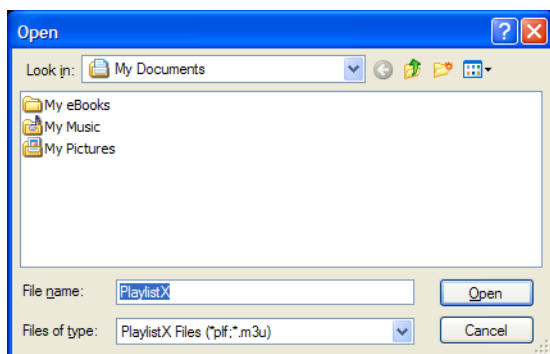 Open
Look in: My Documents
My eBooks
My Music
My Pictures
File name: PlaylistX Open
Files of type: PlaylistX Files (*plf;*.m3u) Cancel